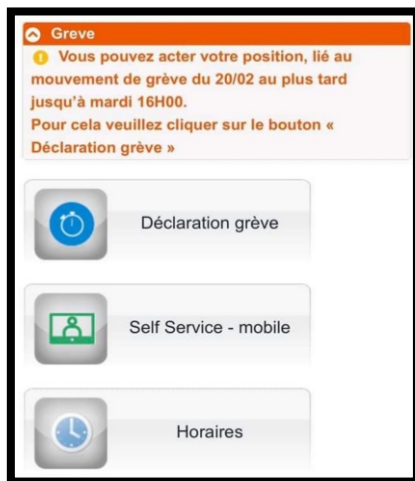 Greve
Vous pouvez acter votre position, lié au
mouvement de grève du 20/02 au plus tard
jusqu'à mardi 16H00.
Pour cela veuillez cliquer sur le bouton «
Déclaration grève »
Déclaration grève
Self Service - mobile
Horaires